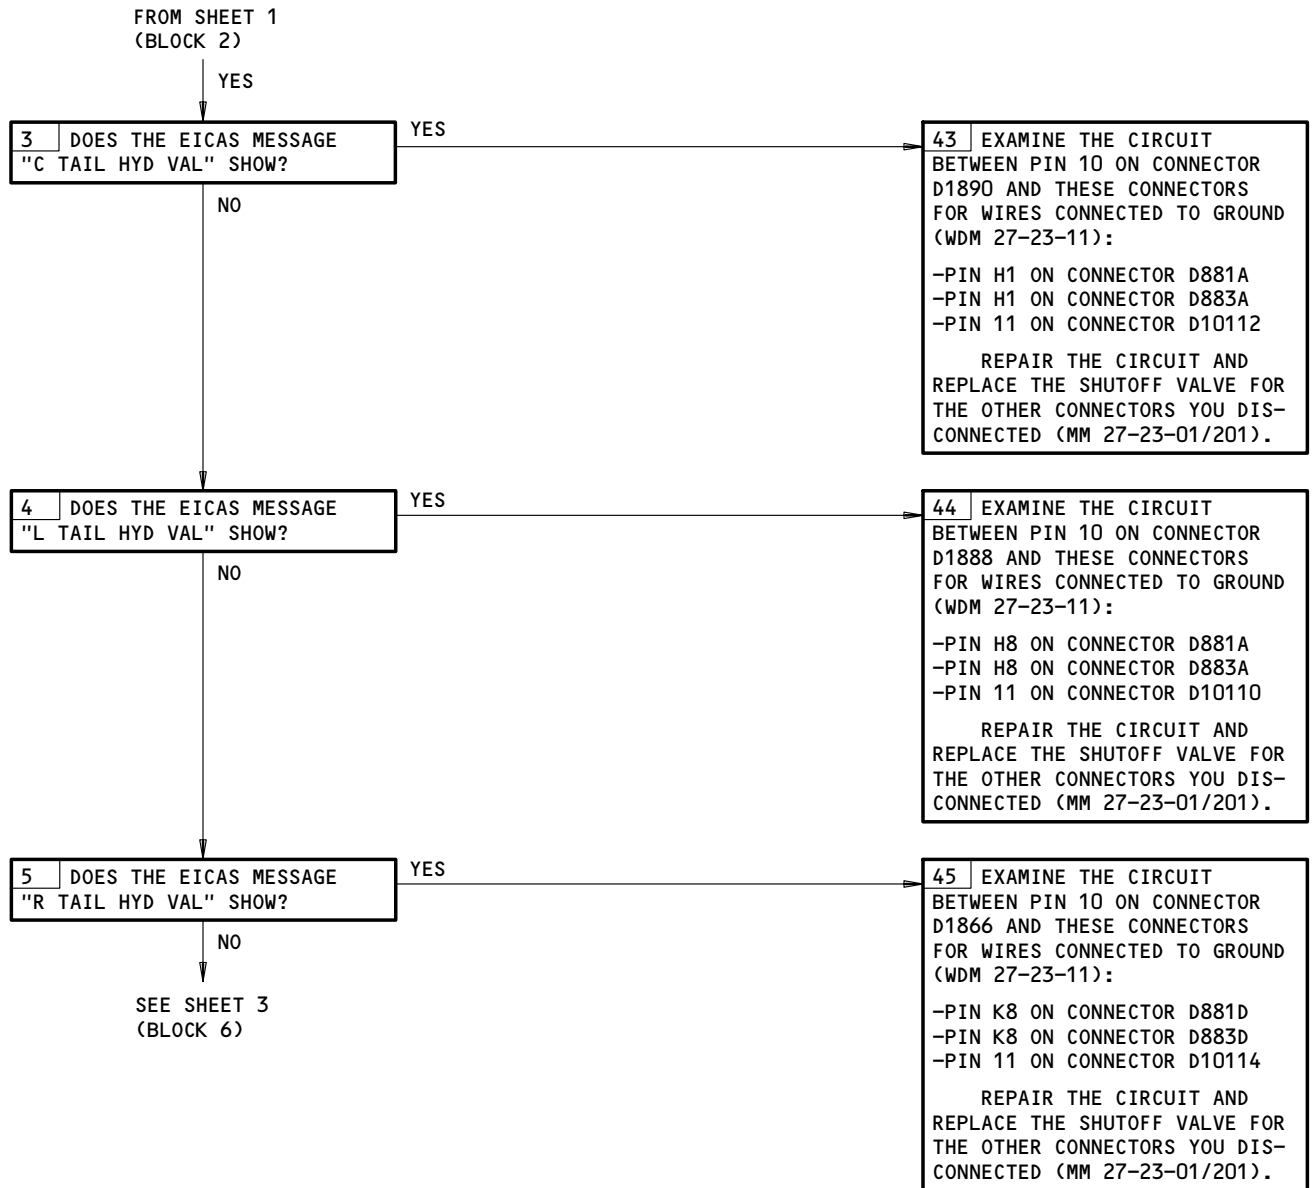 FROM SHEET 1
(BLOCK 2)
YES
3 DOES THE EICAS MESSAGE
"C TAIL HYD VAL" SHOW?
YES
NO
43 EXAMINE THE CIRCUIT
BETWEEN PIN 10 ON CONNECTOR
D1890 AND THESE CONNECTORS
FOR WIRES CONNECTED TO GROUND
(WDM 27-23-11):
-PIN H1 ON CONNECTOR D881A
-PIN H1 ON CONNECTOR D883A
-PIN 11 ON CONNECTOR D10112
REPAIR THE CIRCUIT AND
REPLACE THE SHUTOFF VALVE FOR
THE OTHER CONNECTORS YOU DIS-
CONNECTED (MM 27-23-01/201).
4 DOES THE EICAS MESSAGE
"L TAIL HYD VAL" SHOW?
YES
NO
44 EXAMINE THE CIRCUIT
BETWEEN PIN 10 ON CONNECTOR
D1888 AND THESE CONNECTORS
FOR WIRES CONNECTED TO GROUND
(WDM 27-23-11):
-PIN H8 ON CONNECTOR D881A
-PIN H8 ON CONNECTOR D883A
-PIN 11 ON CONNECTOR D10110
REPAIR THE CIRCUIT AND
REPLACE THE SHUTOFF VALVE FOR
THE OTHER CONNECTORS YOU DIS-
CONNECTED (MM 27-23-01/201).
5 DOES THE EICAS MESSAGE
"R TAIL HYD VAL" SHOW?
YES
NO
SEE SHEET 3
(BLOCK 6)
45 EXAMINE THE CIRCUIT
BETWEEN PIN 10 ON CONNECTOR
D1866 AND THESE CONNECTORS
FOR WIRES CONNECTED TO GROUND
(WDM 27-23-11):
-PIN K8 ON CONNECTOR D881D
-PIN K8 ON CONNECTOR D883D
-PIN 11 ON CONNECTOR D10114
REPAIR THE CIRCUIT AND
REPLACE THE SHUTOFF VALVE FOR
THE OTHER CONNECTORS YOU DIS-
CONNECTED (MM 27-23-01/201).